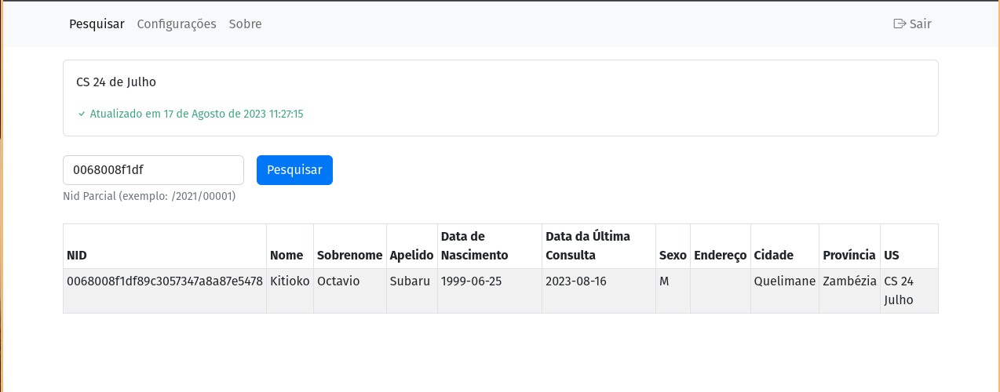 Pesquisar Configurações Sobre Sair
CS 24 de Julho
Atualizado em 17 de Agosto de 2023 11:27:15
0068008f1df Pesquisar
Nid Parcial (exemplo: /2021/00001)
Data de Data da Última
NID Nome Sobrenome Apelido Nascimento Consulta Sexo Endereço Cidade Província US
0068008f1df89c3057347a8a87e5478 Kitioko Octavio Subaru 1999-06-25 2023-08-16 M Quelimane Zambézia CS 24
Julho